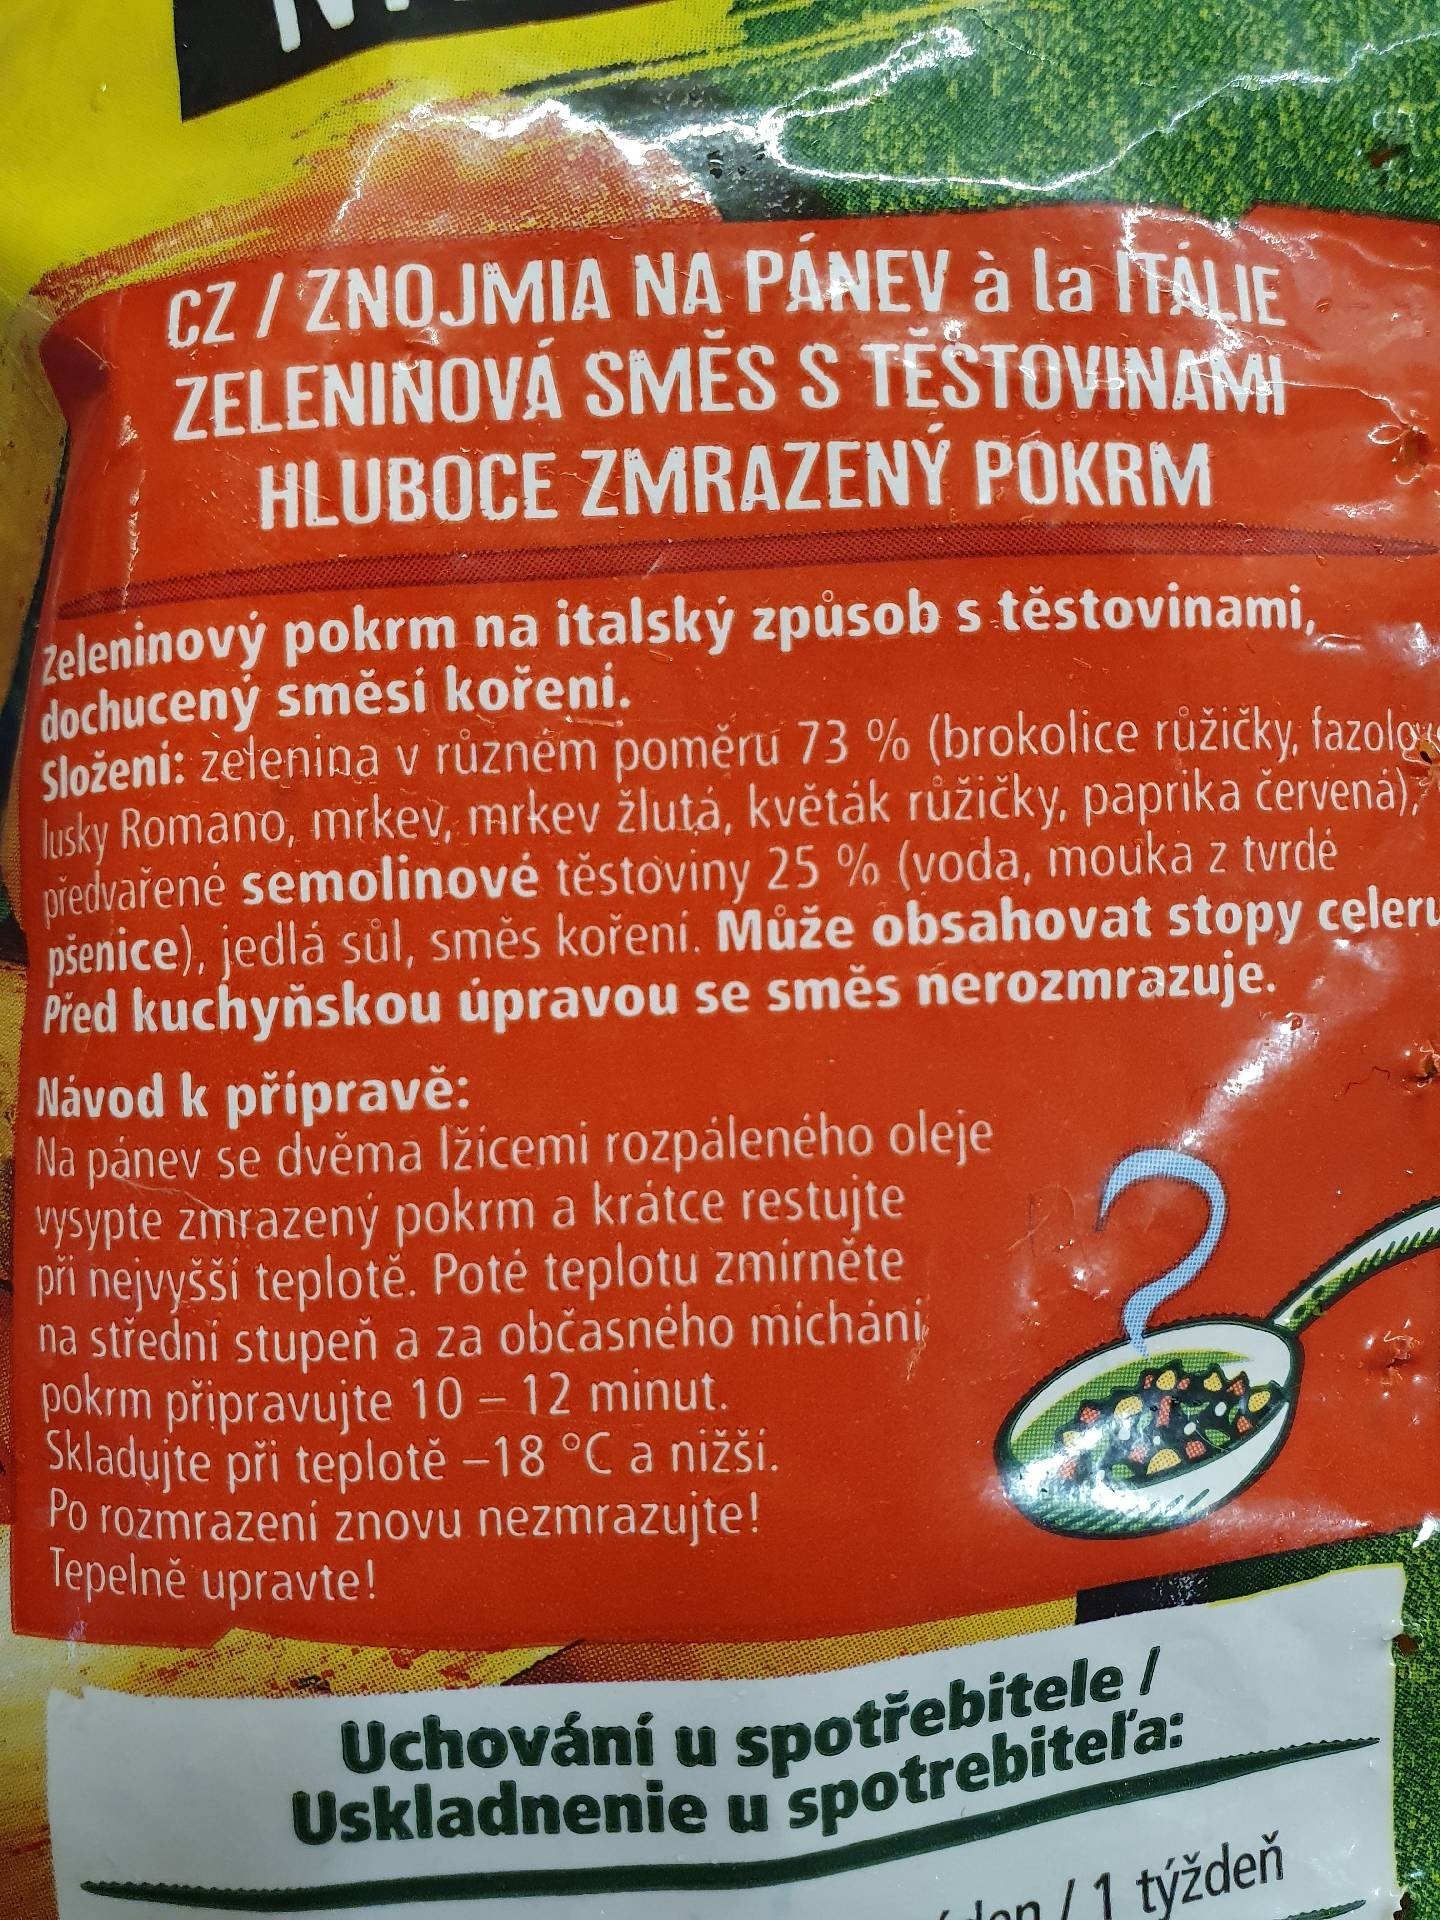 CZ / ZNOJMIA NA PÁNEV à la ITÁLIE
ZELENINOVÁ SMĚS S TĚSTOVINAMI
HLUBOCE ZMRAZENÝ POKRM
Zeleninový pokrm na italský způsob s těstovinami,
dochucený směsí koření.
Složení: zelenina v různém poměru 73 % (brokolice růžičky,
lusky Romano, mrkev, mrkev žlutá, květák růžičky, paprika červená),
předvařené semolinové těstoviny 25 % (voda, mouka z tvrdé
pšenice), jedlá sůl, směs koření. Může obsahovat stopy celeru
Před kuchyňskou úpravou se směs nerozmrazuje.
Návod k přípravě:
Na pánev se dvěma lžícemi rozpáleného oleje
vysypte zmrazený pokrm a krátce restujte
při nejvyšší teplotě. Poté teplotu zmírněte
na střední stupeň a za občasného míchání
pokrm připravujte 10 – 12 minut.
Skladujte při teplotě –18 °C a nižší.
Po rozmrazení znovu nezmrazujte!
Tepelně upravte!
Uchování u spotřebitele /
Uskladnenie u spotrebiteľa:
/ 1 týždeň